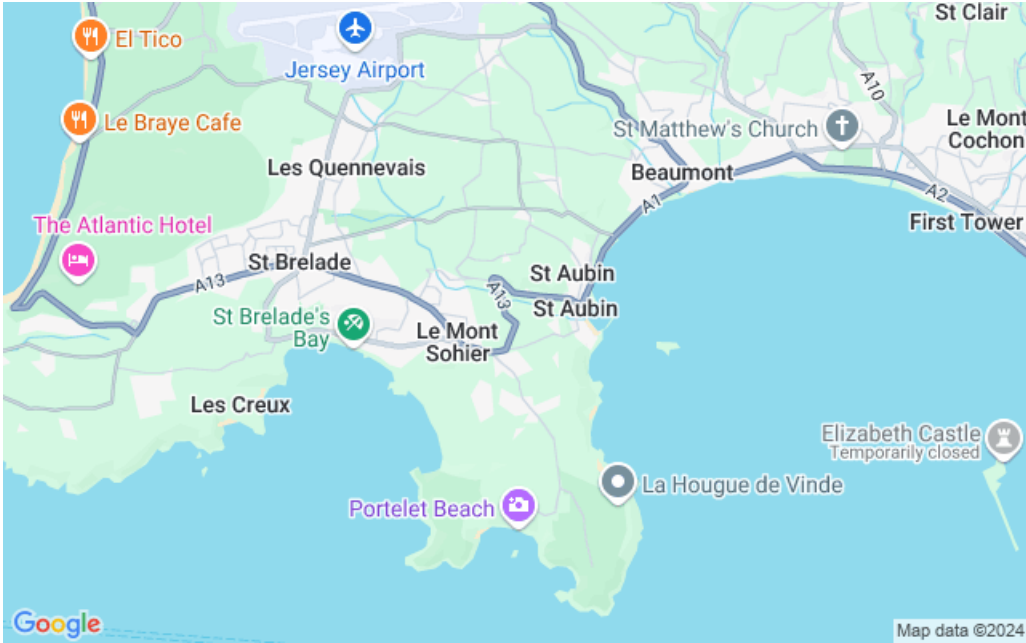 St Clair
El Tico
Jersey Airport
A10
Le Braye Cafe
St Matthew's Church
Le Mont
Cochon
Les Quennevais
Beaumont
A1
A2
The Atlantic Hotel
First Tower
St Brelade
A13
St Aubin
A13
St Aubin
St Brelade's
Bay
Le Mont
Sohier
Les Creux
Elizabeth Castle
Temporarily closed
La Hougue de Vinde
Portelet Beach
Google
Map data ©2024